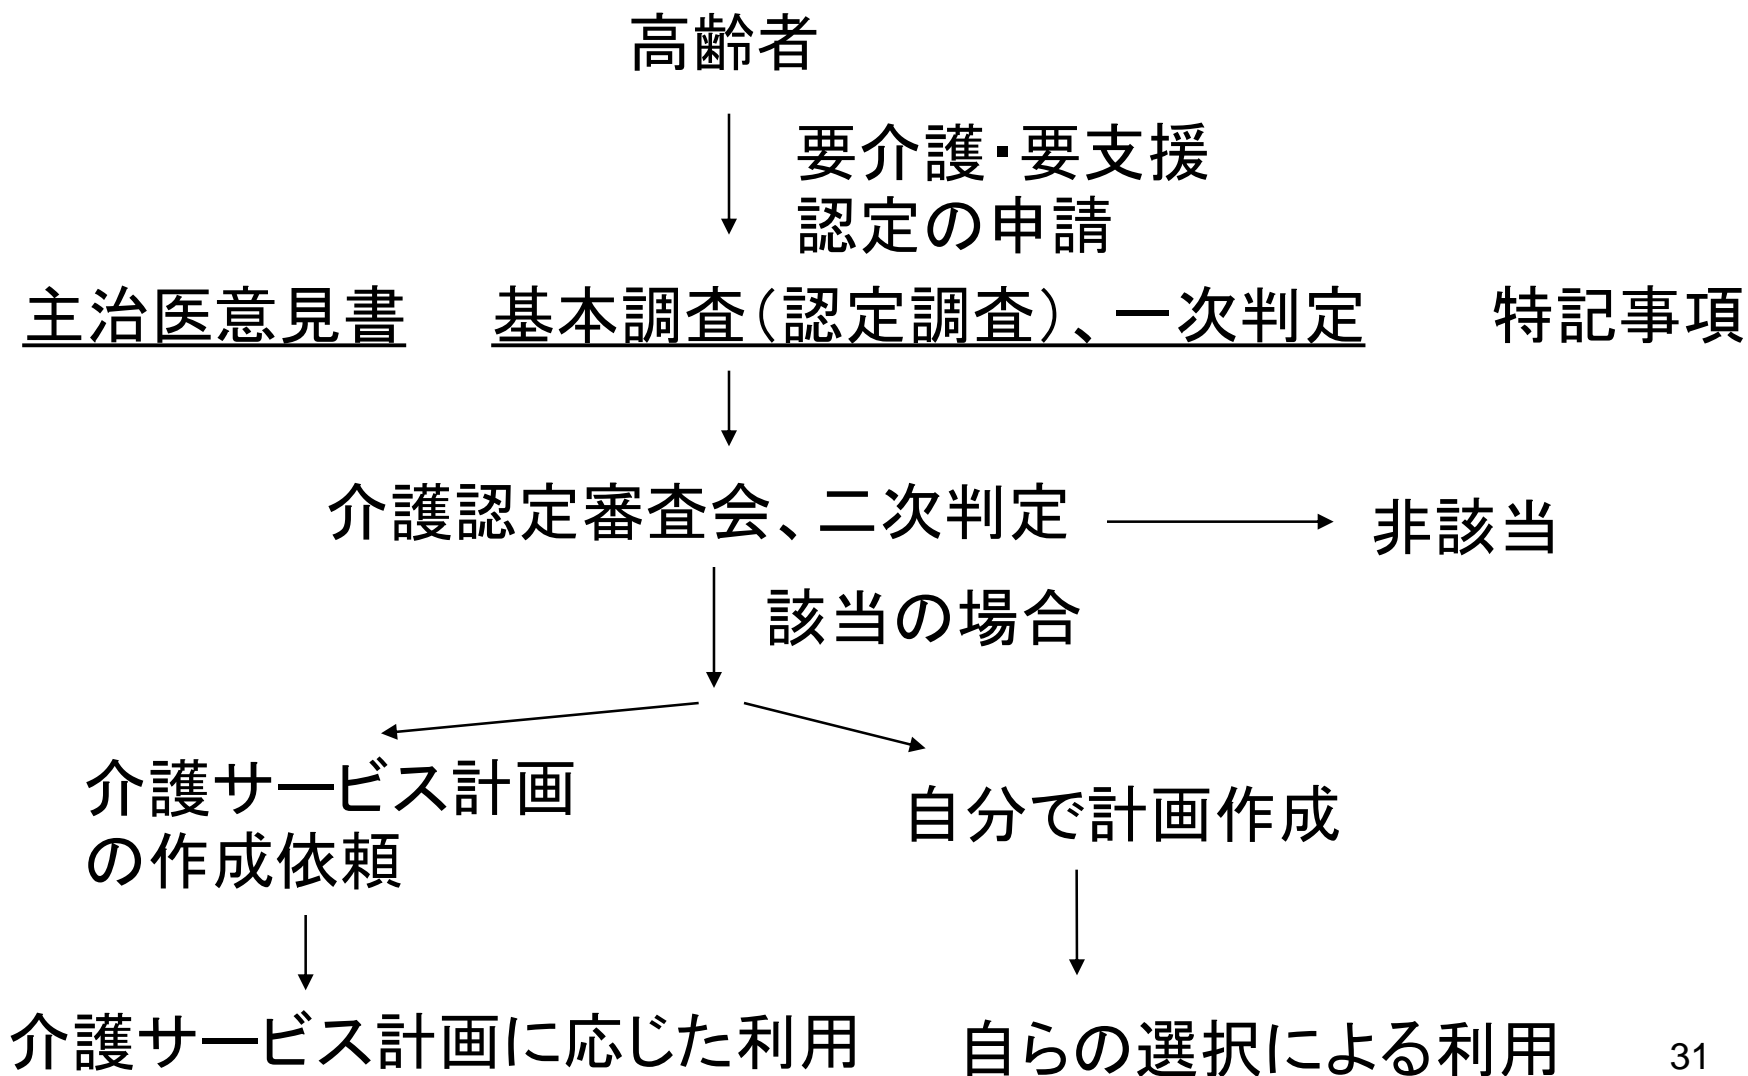 高齢者
要介護・要支援
認定の申請
主治医意見書
基本調査(認定調査)、一次判定
特記事項
介護認定審査会、二次判定
非該当
該当の場合
介護サービス計画
の作成依頼
自分で計画作成
介護サービス計画に応じた利用
自らの選択による利用
31